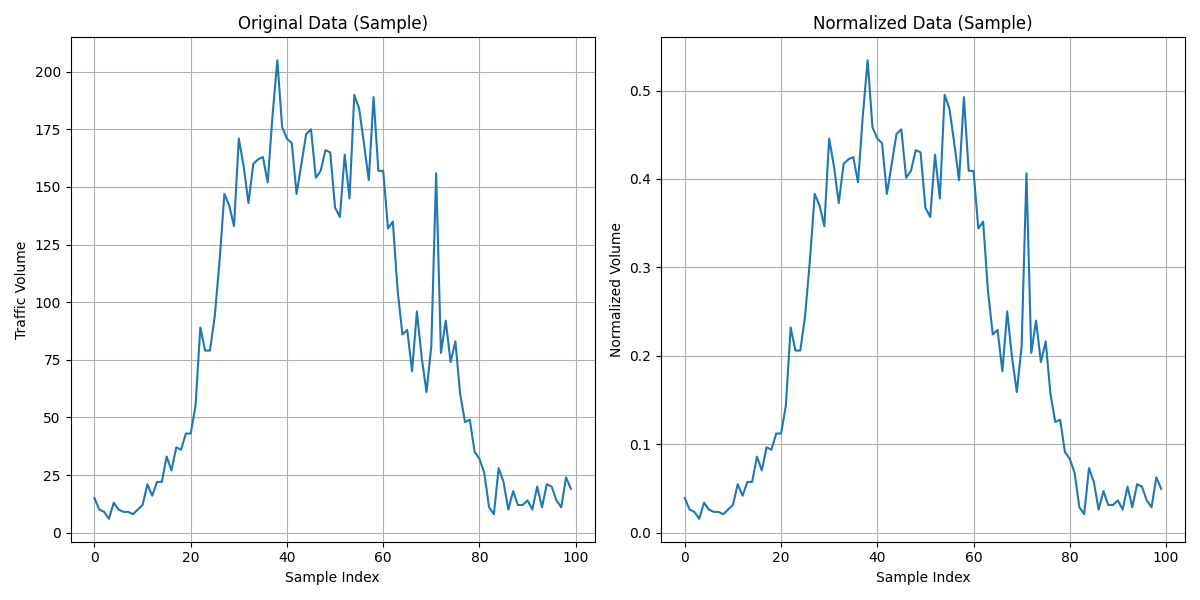 Original Data (Sample)
Traffic Volume
200
175
150
125
100
75
50
25
0
0 20 40 60 80 100
Sample Index
Normalized Data (Sample)
Normalized Volume
0.5
0.4
0.3
0.2
0.1
0.0
0 20 40 60 80 100
Sample Index